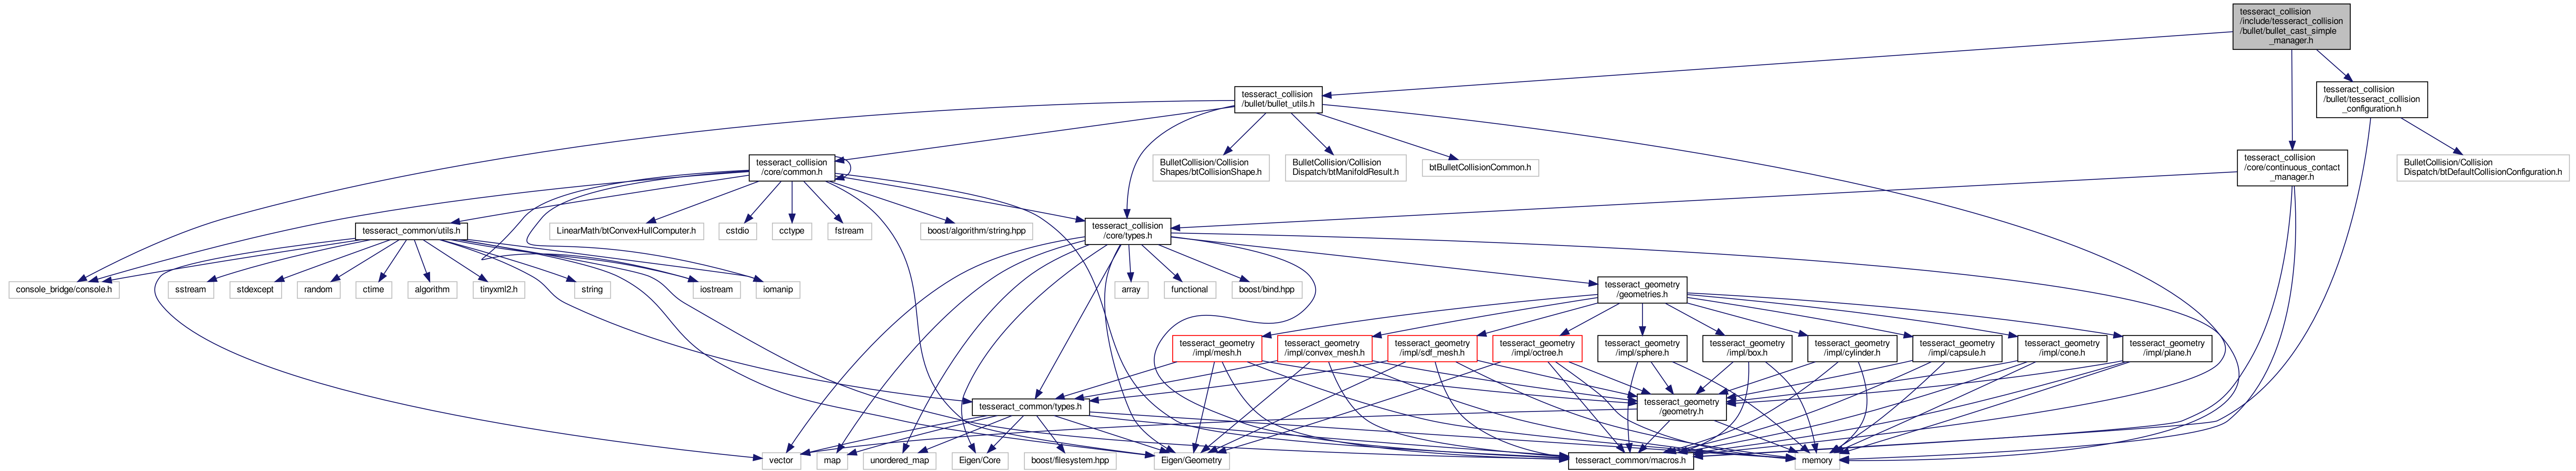 tesseract_collision
/include/tesseract_collision
/bullet/bullet_cast_simple
_manager.h
tesseract_collision
/bullet/bullet_utils.h
tesseract_collision
/bullet/tesseract_collision
_configuration.h
tesseract_collision
/core/common.h
BulletCollision/Collision
Shapes/btCollisionShape.h
BulletCollision/Collision
Dispatch/btManifoldResult.h
btBulletCollisionCommon.h
tesseract_collision
/core/continuous_contact
_manager.h
BulletCollision/Collision
Dispatch/btDefaultCollisionConfiguration.h
tesseract_common/utils.h
LinearMath/btConvexHullComputer.h
cstdio
cctype
fstream
boost/algorithm/string.hpp
tesseract_collision
/core/types.h
console_bridge/console.h
sstream
stdexcept
random
ctime
algorithm
tinyxml2.h
string
iostream
iomanip
array
functional
boost/bind.hpp
tesseract_geometry
/geometries.h
tesseract_geometry
/impl/mesh.h
tesseract_geometry
/impl/convex_mesh.h
tesseract_geometry
/impl/sdf_mesh.h
tesseract_geometry
/impl/octree.h
tesseract_geometry
/impl/sphere.h
tesseract_geometry
/impl/box.h
tesseract_geometry
/impl/cylinder.h
tesseract_geometry
/impl/capsule.h
tesseract_geometry
/impl/cone.h
tesseract_geometry
/impl/plane.h
tesseract_common/types.h
tesseract_geometry
/geometry.h
vector
map
unordered_map
Eigen/Core
boost/filesystem.hpp
Eigen/Geometry
tesseract_common/macros.h
memory